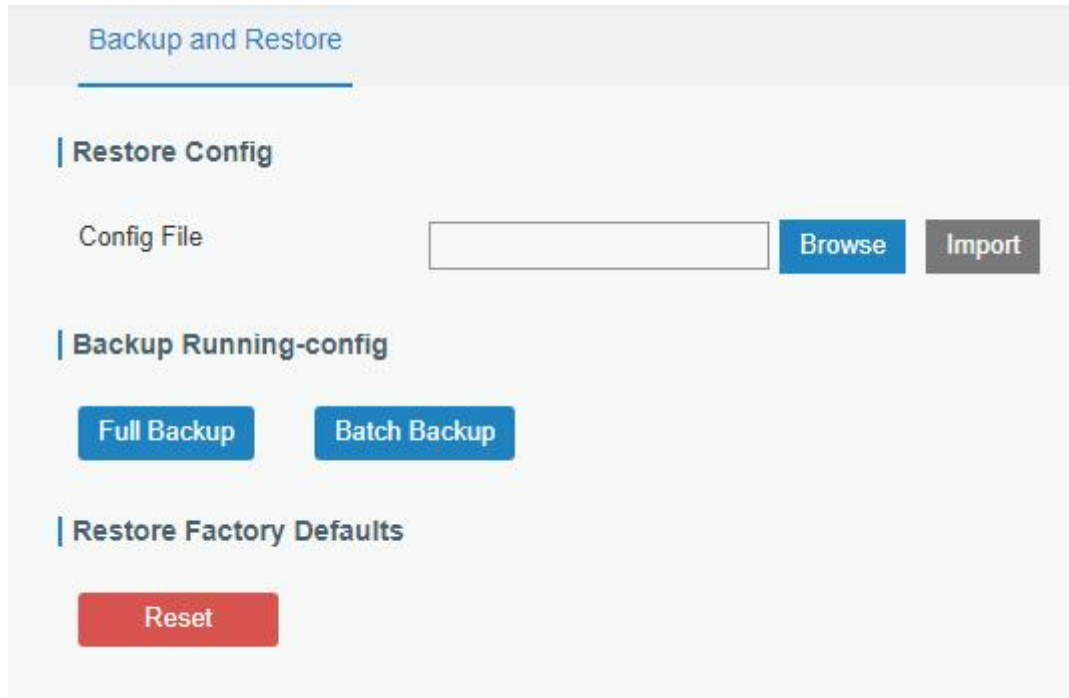 Backup and Restore
Restore Config
Config File Browse Import
Backup Running-config
Full Backup Batch Backup
Restore Factory Defaults
Reset